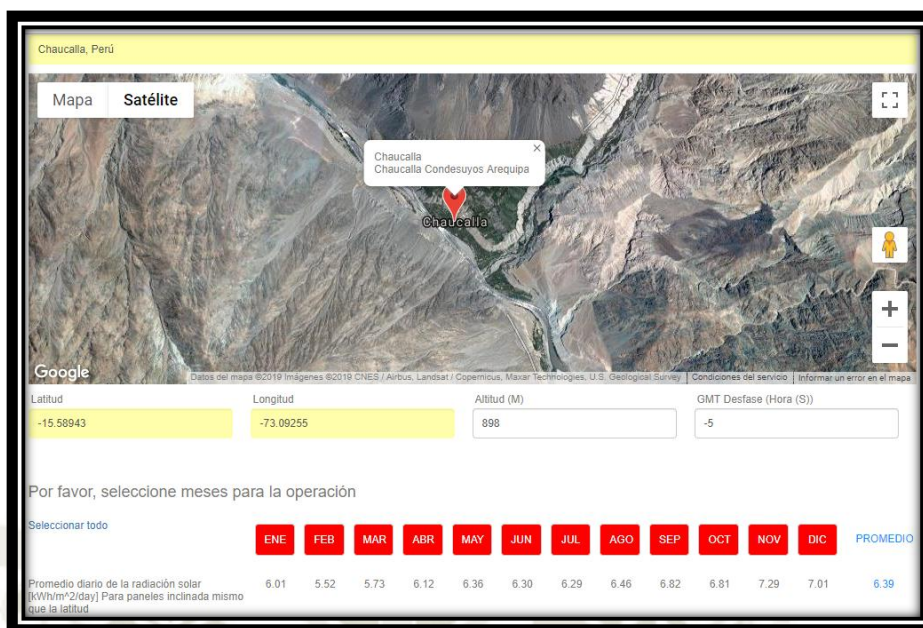 Chaucalla, Perú
Mapa Satélite
Chaucalla
Chaucalla Condesuyos Arequipa
Chaucalla
Google
Datos del mapa ©2019 Imágenes ©2019 CNES / Airbus, Landsat / Copernicus, Maxar Technologies, U.S. Geological Survey Condiciones del servicio Informar un error en el mapa
Latitud Longitud Altitud (M) GMT Desfase (Hora (S))
-15.58943 -73.09255 898 -5
Por favor, seleccione meses para la operación
Seleccionar todo
ENE FEB MAR ABR MAY JUN JUL AGO SEP OCT NOV DIC PROMEDIO
Promedio diario de la radiación solar 6.01 5.52 5.73 6.12 6.36 6.30 6.29 6.46 6.82 6.81 7.29 7.01 6.39
[kWh/m^2/day] Para paneles inclinada mismo
que la latitud